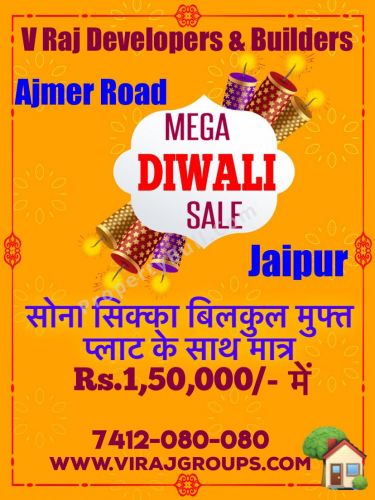 V Raj Developers & Builders
Ajmer Road
MEGA
DIWALI
SALE
Jaipur
सोना सिक्का बिलकुल मुफ्त
प्लाट के साथ मात्र
Rs.1,50,000/- में
7412-080-080
WWW.VIRAJGROUPS.COM